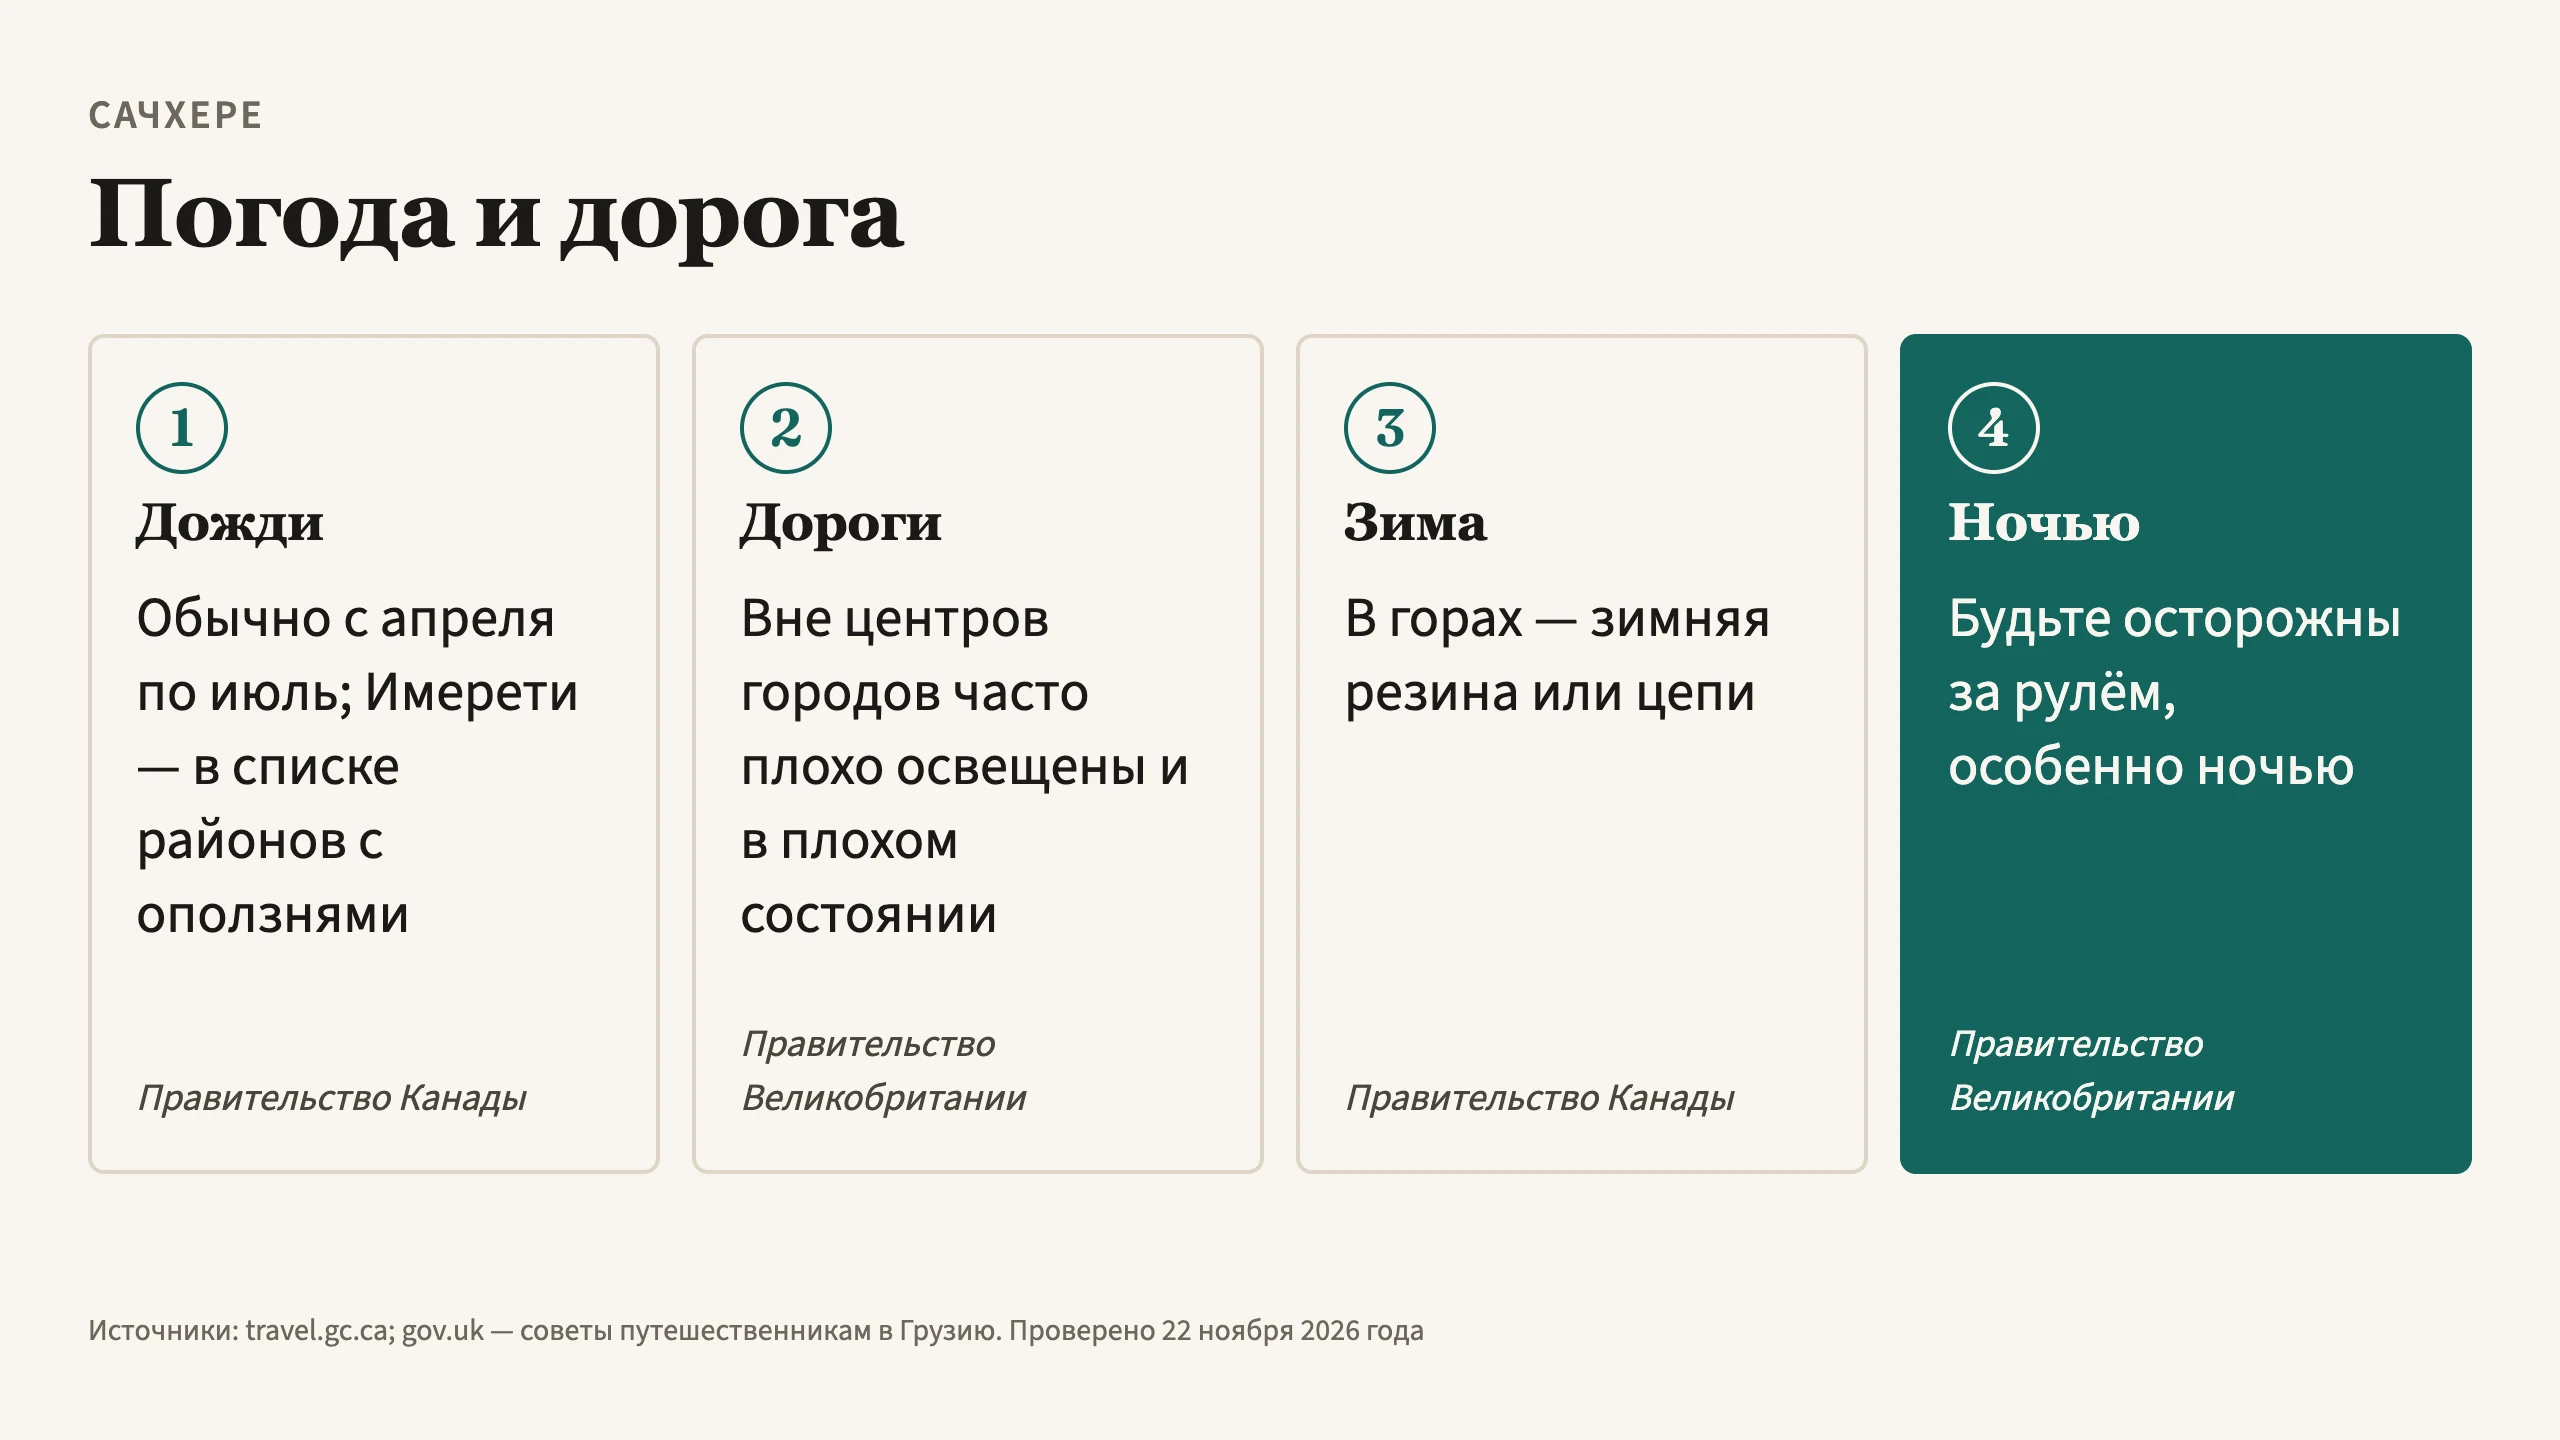 САЧХЕРЕ
Погода и дорога
1
Дожди
Обычно с апреля
по июль; Имерети
— в списке
районов с
оползнями
Правительство Канады
2
Дороги
Вне центров
городов часто
плохо освещены и
в плохом
состоянии
Правительство
Великобритании
3
Зима
В горах — зимняя
резина или цепи
Правительство Канады
4
Ночью
Будьте осторожны
за рулём,
особенно ночью
Правительство
Великобритании
Источники: travel.gc.ca; gov.uk — советы путешественникам в Грузию. Проверено 22 ноября 2026 года